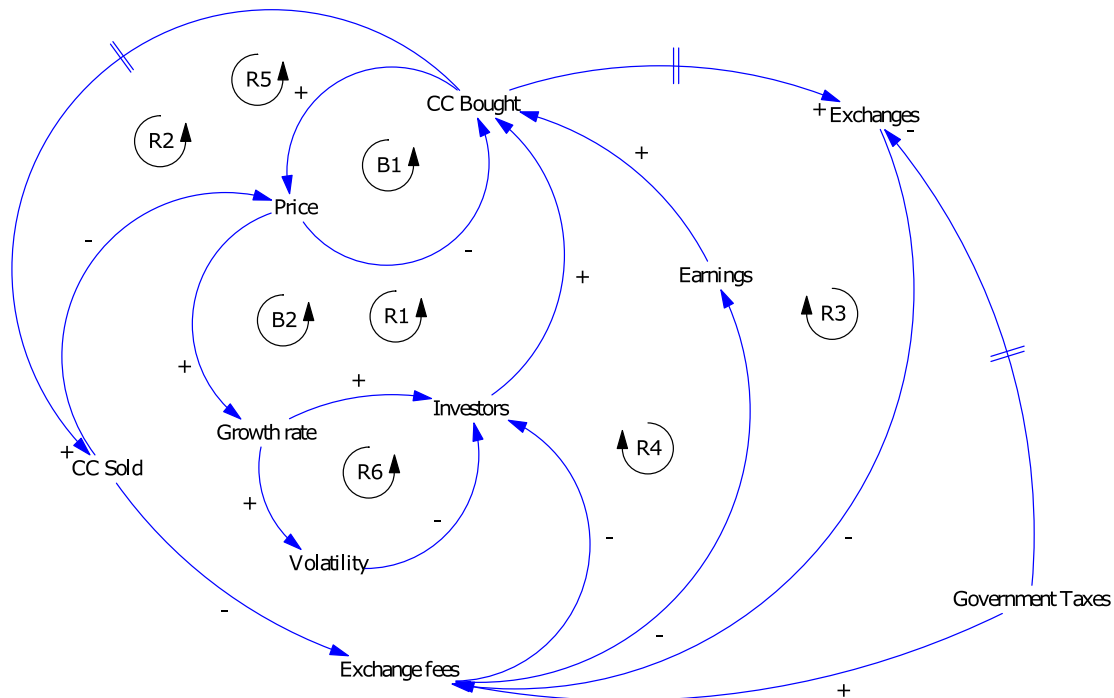 R5
+
CC Bought
+ Exchanges
-
R2
B1
+
Price
-
-
+
Earnings
B2
R1
R3
+
+
Investors
Growth rate
+
CC Sold
R6
R4
+
-
-
-
Volatility
-
Government Taxes
-
Exchange fees
+